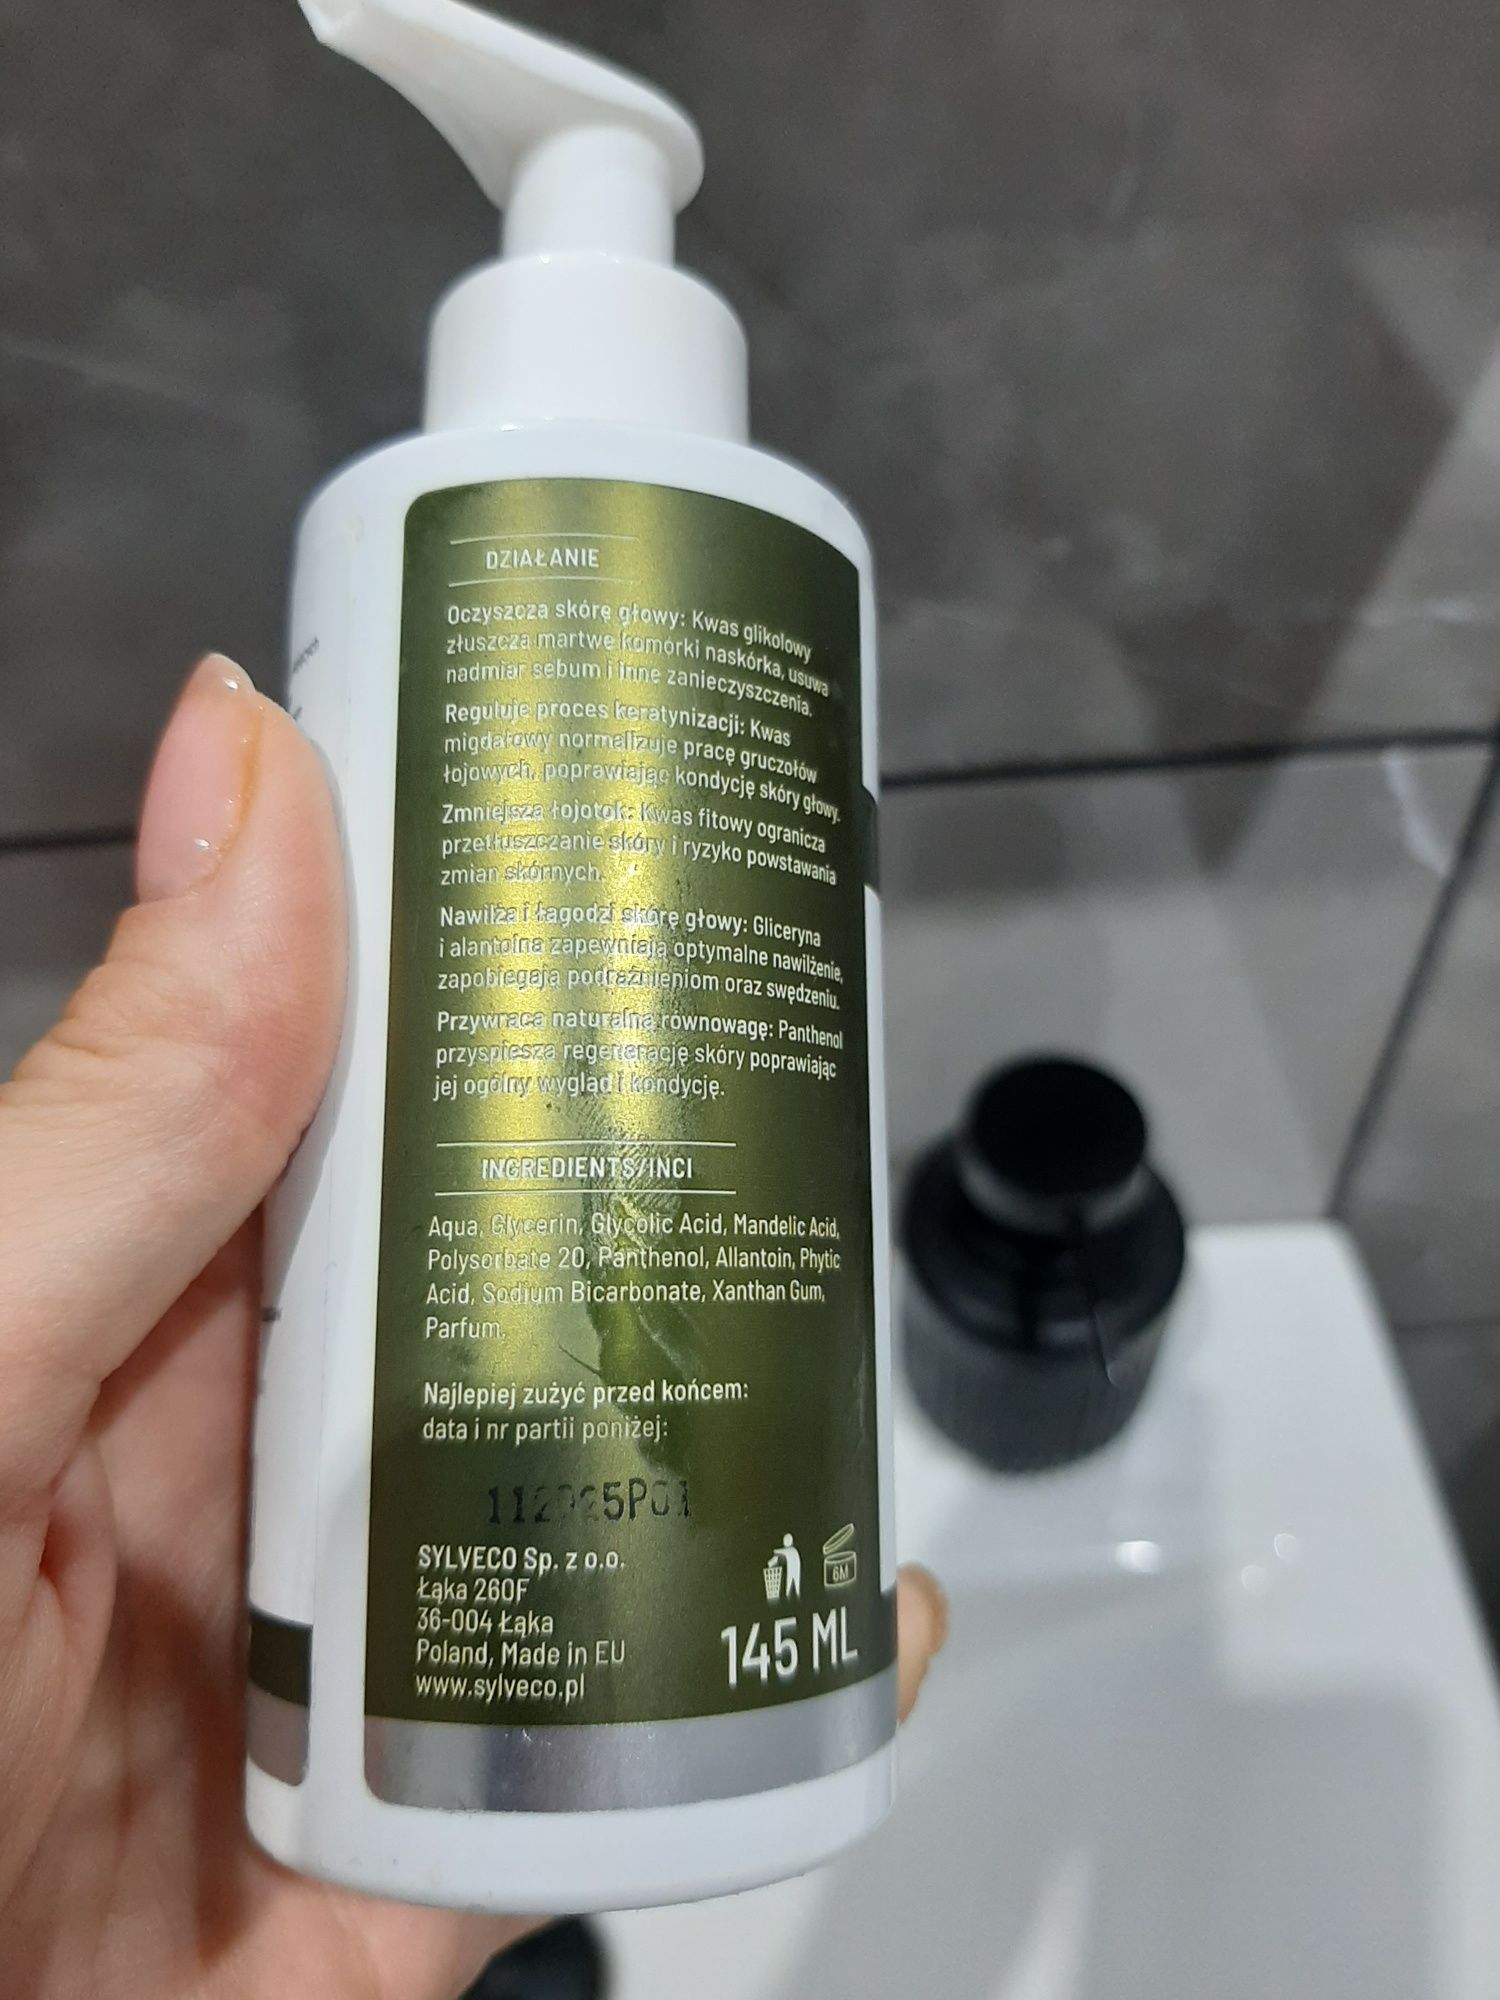 DZIAŁANIE
Oczyszcza skórę głowy: Kwas glikolowy
złuszcza martwe komórki naskórka, usuwa
nadmiar sebum i inne zanieczyszczenia.
Reguluje proces keratynizacji: Kwas
migdałowy normalizuje pracę gruczołów
łojowych, poprawiając kondycję skóry głowy.
Zmniejsza łojotok: Kwas fitowy ogranicza
przetłuszczanie skóry i ryzyko powstawania
zmian skórnych.
Nawilża i łagodzi skórę głowy: Gliceryna
i alantoina zapewniają optymalne nawilżenie,
zapobiegają podrażnieniom oraz swędzeniu.
Przywraca naturalną równowagę: Panthenol
przyspiesza regenerację skóry poprawiając
jej ogólny wygląd i kondycję.
INGREDIENTS/INCI
Aqua, Glycerin, Glycolic Acid, Mandelic Acid,
Polysorbate 20, Panthenol, Allantoin, Phytic
Acid, Sodium Bicarbonate, Xanthan Gum,
Parfum.
Najlepiej zużyć przed końcem:
data i nr partii poniżej:
112025P01
SYLVECO Sp. z o.o.
Łąka 260F
36-004 Łąka
Poland, Made in EU
www.sylveco.pl
6M
145 ML